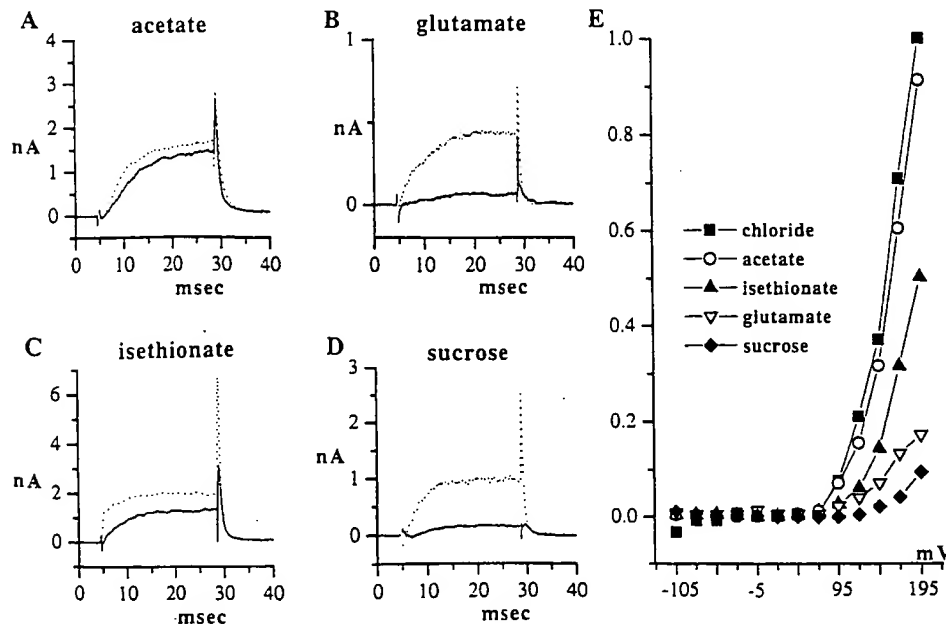 A
acetate
4
3
2
1
0
nA
0 10 20 30 40
msec
B
glutamate
1
0
nA
0 10 20 30 40
msec
C
isethionate
6
4
2
0
nA
0 10 20 30 40
msec
D
sucrose
3
2
1
0
nA
0 10 20 30 40
msec
E
1.0
0.8
0.6
0.4
0.2
0.0
chloride
acetate
isethionate
glutamate
sucrose
mV
-105 -5 95 195